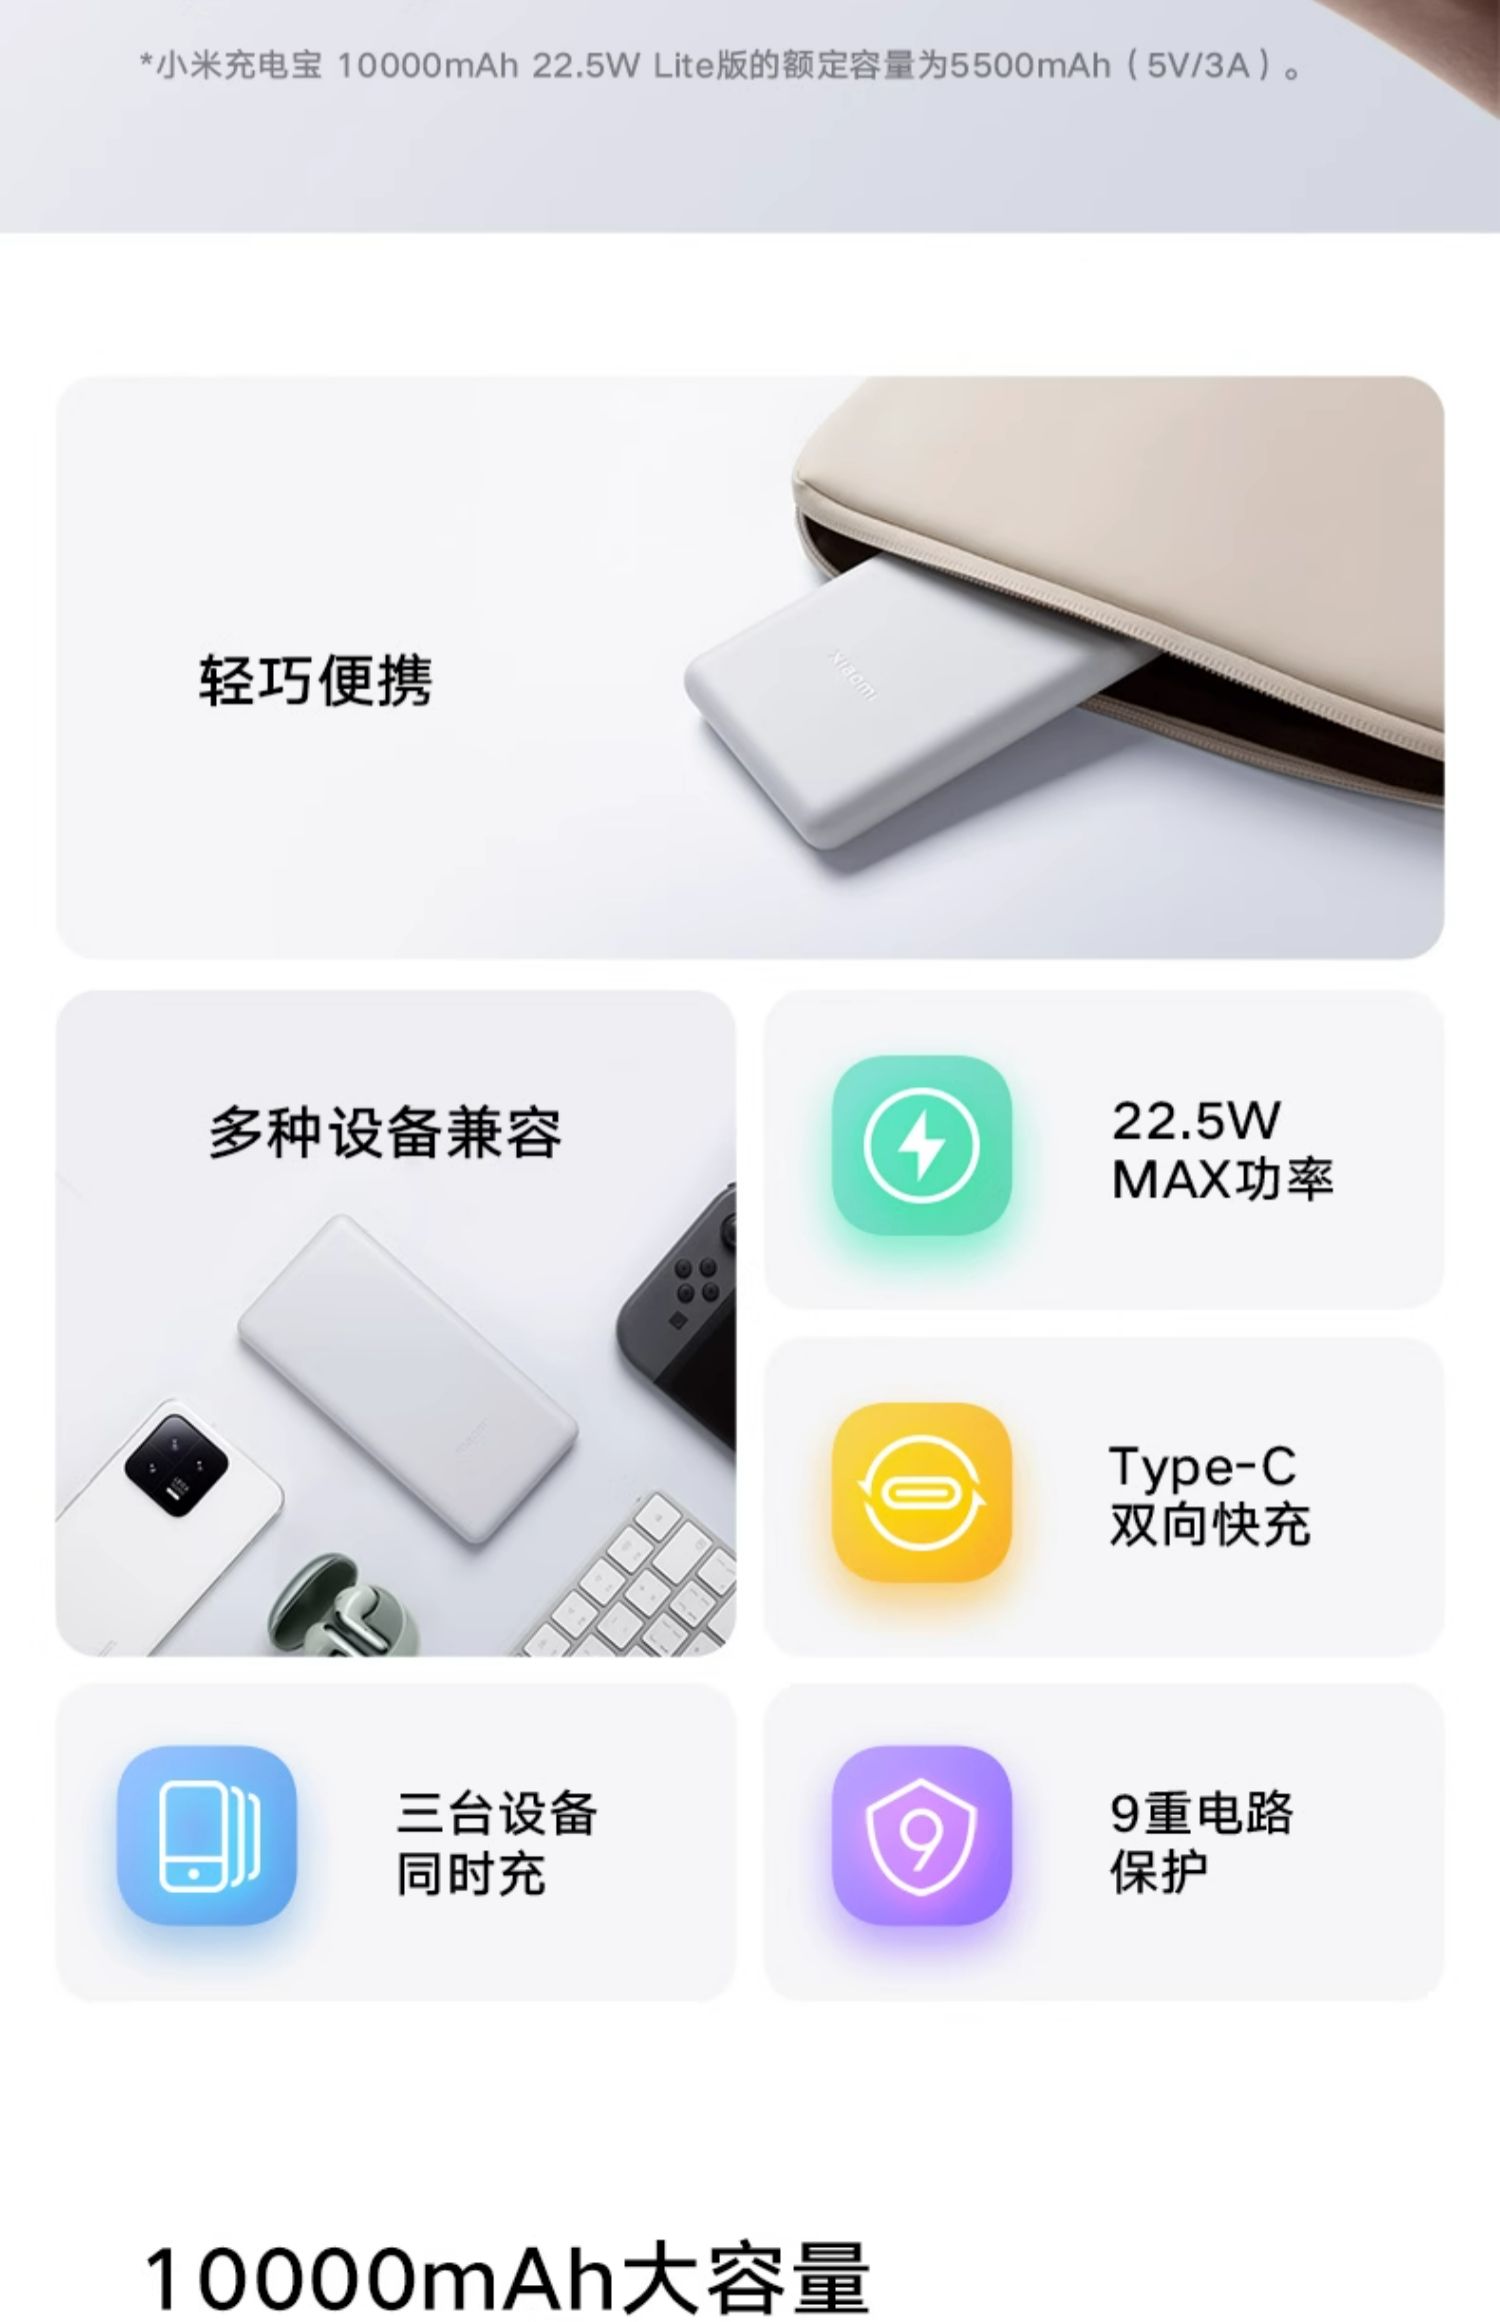 *小米充电宝 10000mAh 22.5W Lite版的额定容量为5500mAh（5V/3A）。
轻巧便携
xiaomi
多种设备兼容
22.5W
MAX功率
Type-C
双向快充
三台设备
同时充
9
9重电路
保护
10000mAh大容量